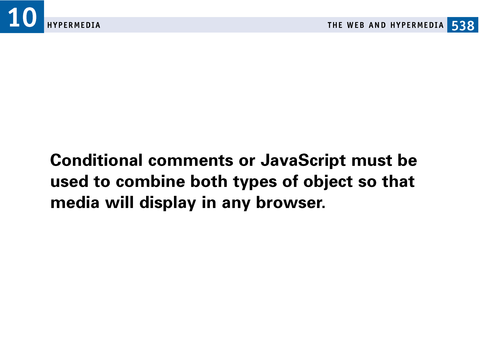 10
HYPERMEDIA
THE WEB AND HYPERMEDIA 538
Conditional comments or JavaScript must be
used to combine both types of object so that
media will display in any browser.